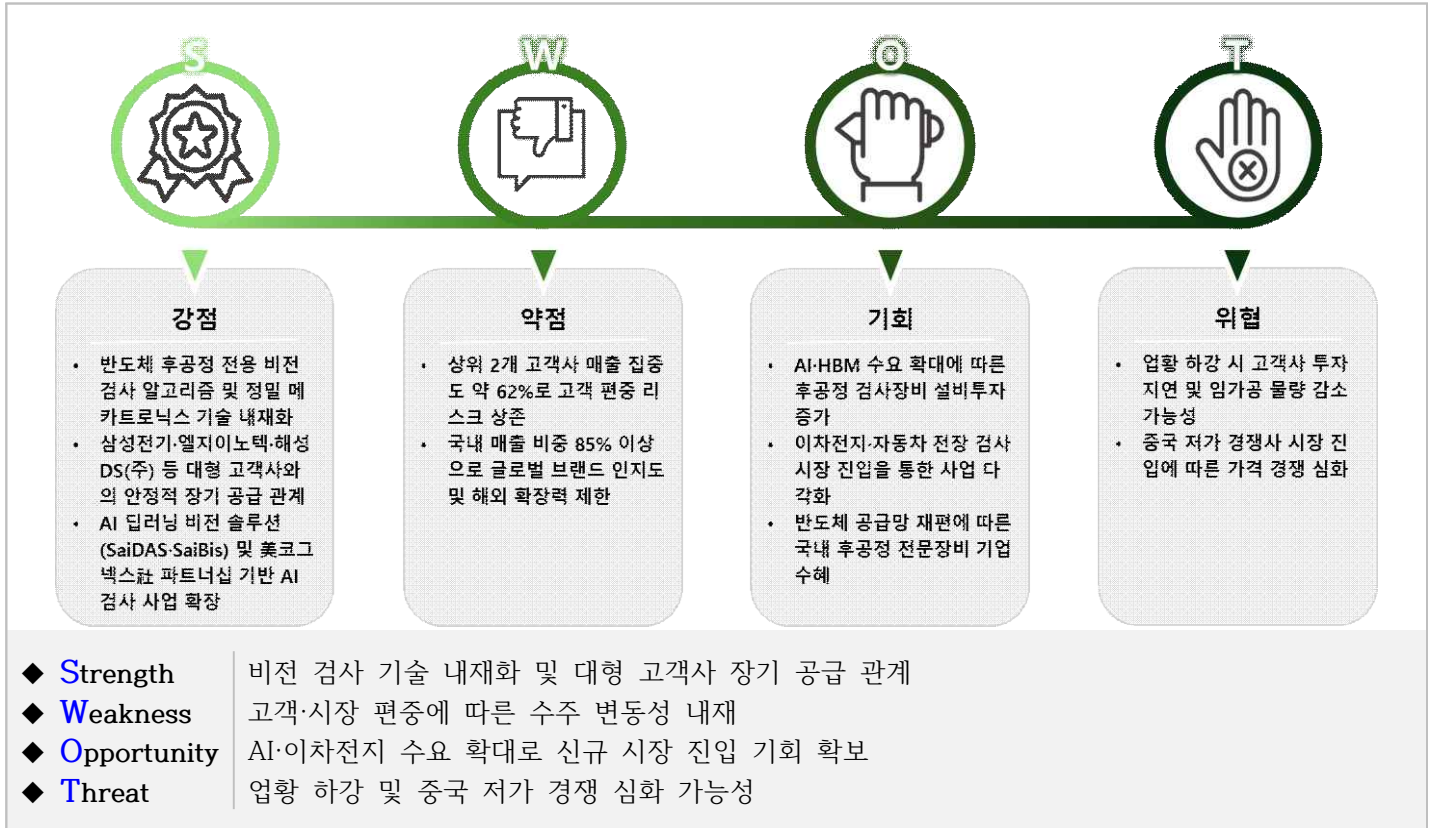 S
W
O
T
강점
• 반도체 후공정 전용 비전
검사 알고리즘 및 정밀 메
카트로닉스 기술 내재화
• 삼성전기·엘지이노텍·해성
DS(주) 등 대형 고객사와
의 안정적 장기 공급 관계
• AI 딥러닝 비전 솔루션
(SaiDAS·SaiBis) 및 美코그
넥스社 파트너십 기반 AI
검사 사업 확장
약점
• 상위 2개 고객사 매출 집중
도 약 62%로 고객 편중 리
스크 상존
• 국내 매출 비중 85% 이상
으로 글로벌 브랜드 인지도
및 해외 확장력 제한
기회
• AI·HBM 수요 확대에 따른
후공정 검사장비 설비투자
증가
• 이차전지·자동차 전장 검사
시장 진입을 통한 사업 다
각화
• 반도체 공급망 재편에 따른
국내 후공정 전문장비 기업
수혜
위협
• 업황 하강 시 고객사 투자
지연 및 임가공 물량 감소
가능성
• 중국 저가 경쟁사 시장 진
입에 따른 가격 경쟁 심화
◆ Strength 비전 검사 기술 내재화 및 대형 고객사 장기 공급 관계
◆ Weakness 고객·시장 편중에 따른 수주 변동성 내재
◆ Opportunity AI·이차전지 수요 확대로 신규 시장 진입 기회 확보
◆ Threat 업황 하강 및 중국 저가 경쟁 심화 가능성